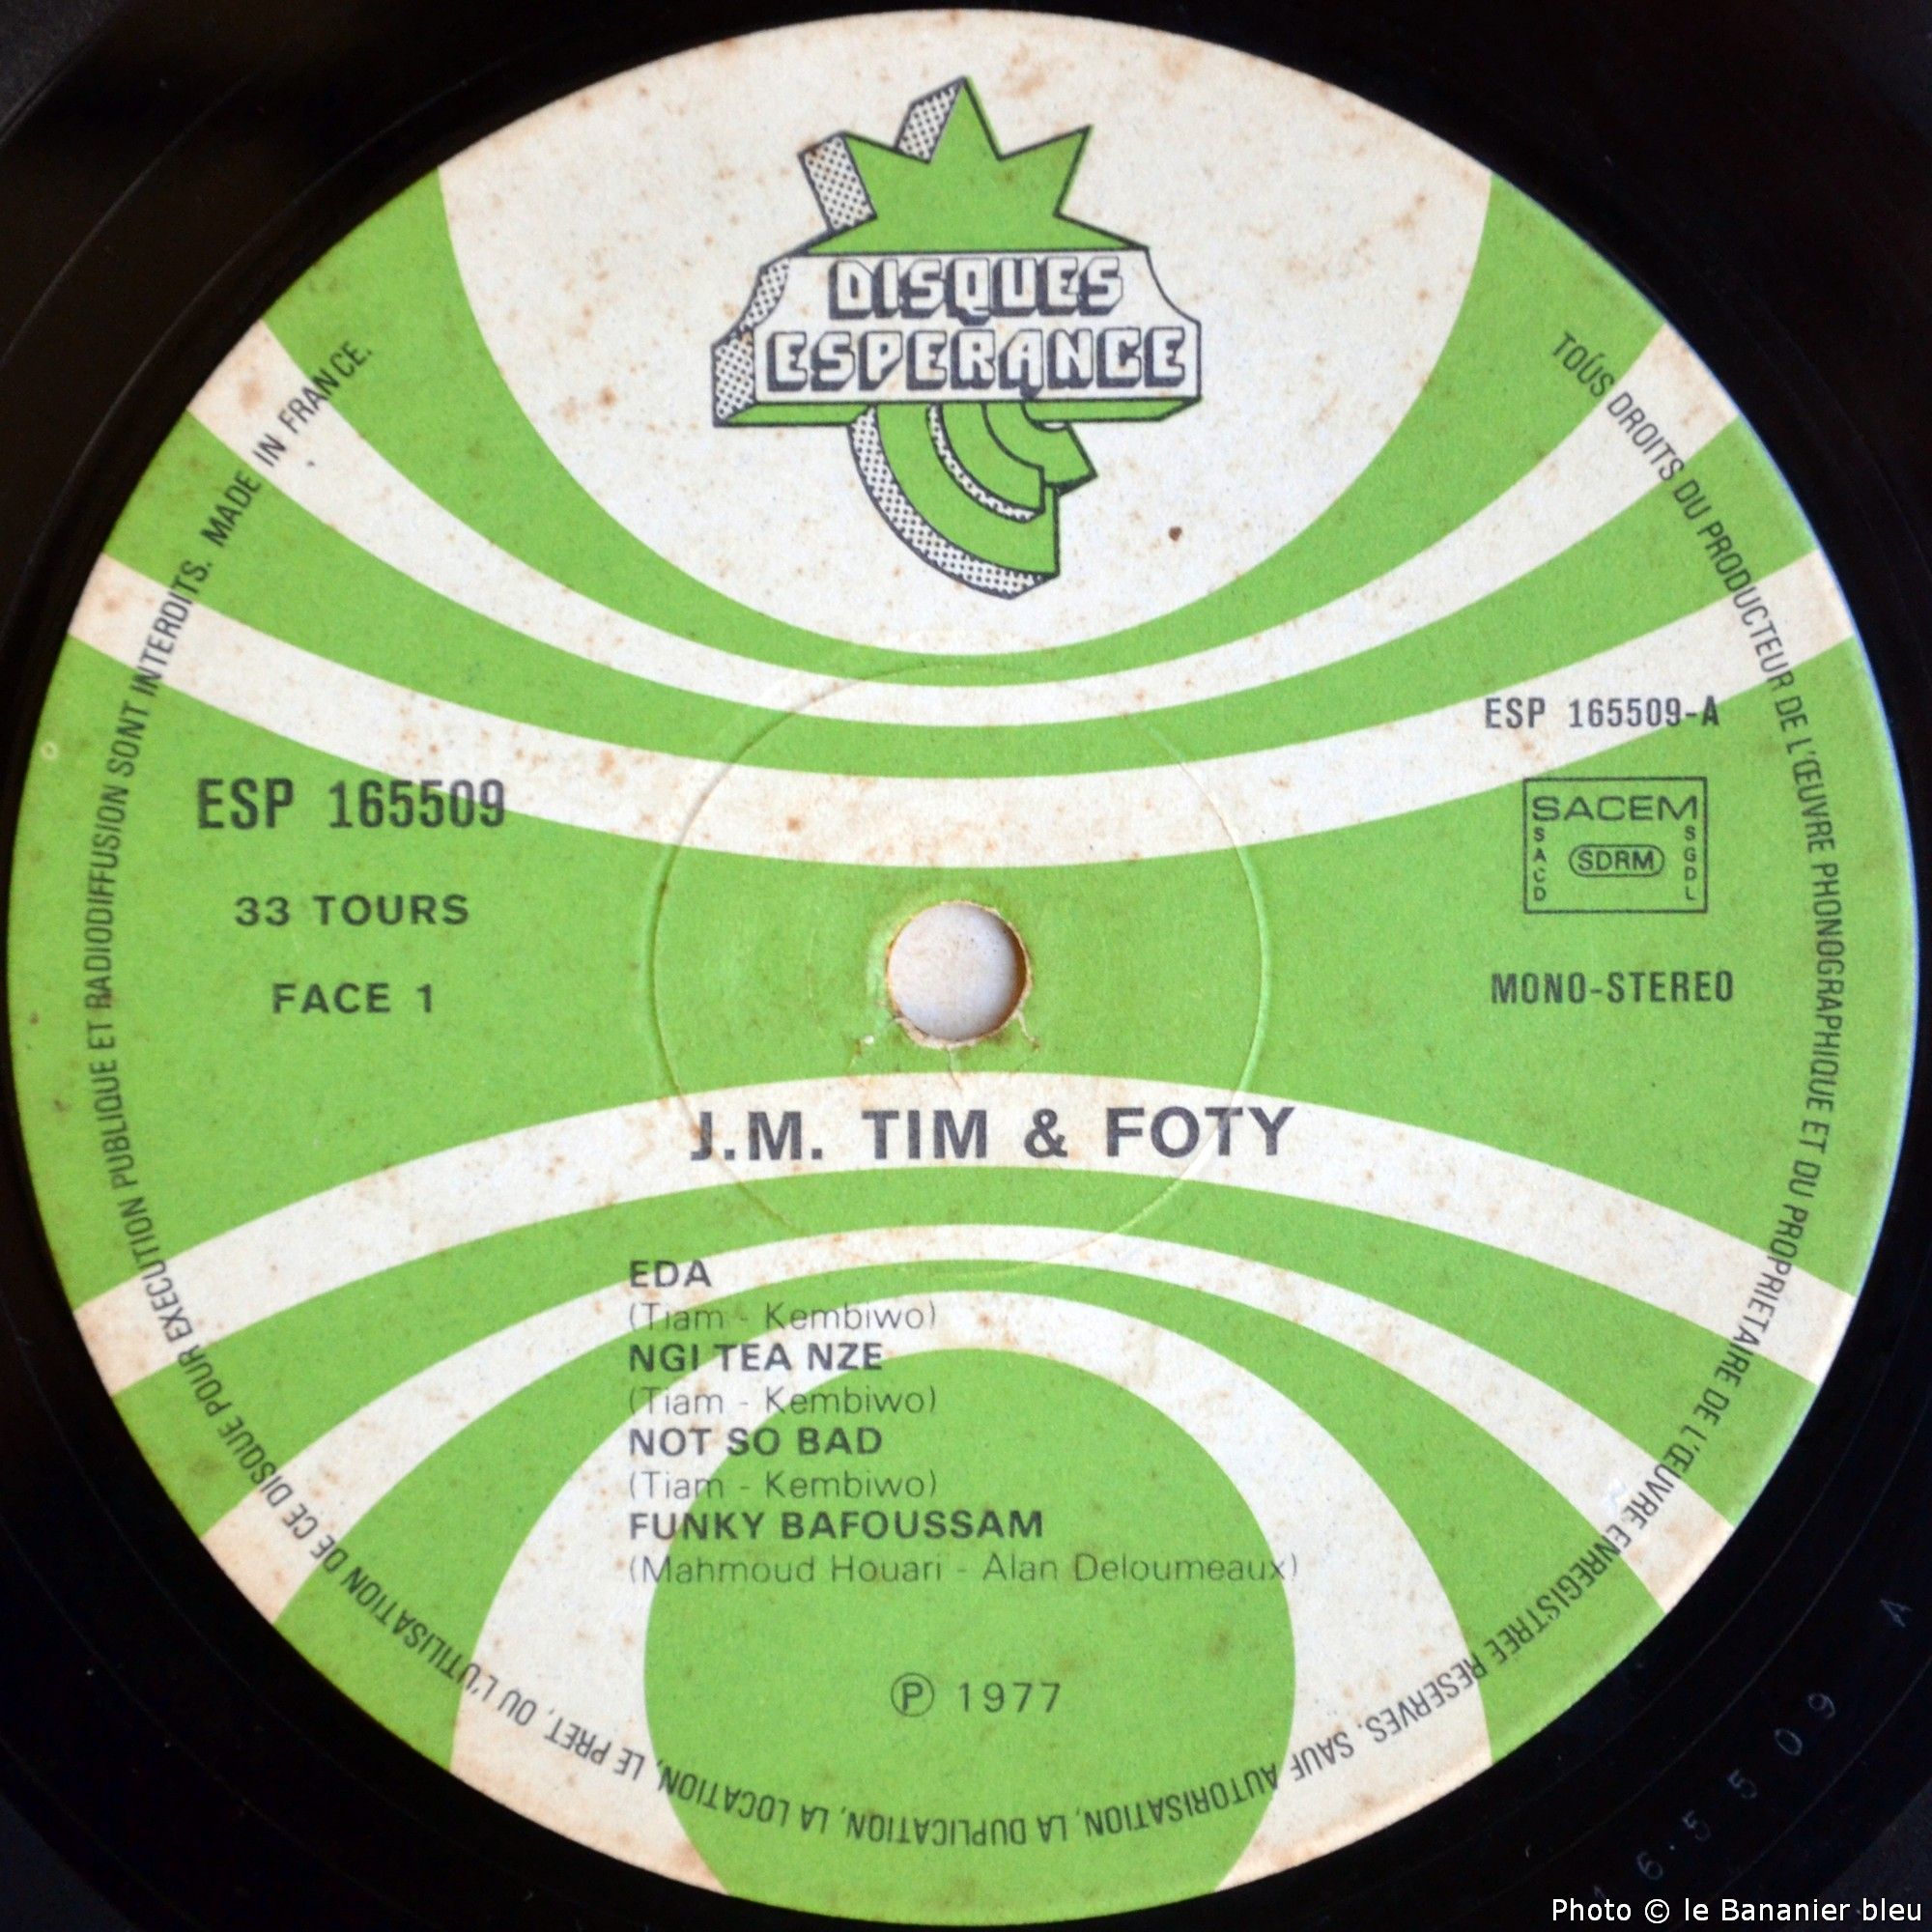 DISQUES
ESPERANCE
TOUS DROITS DU PRODUCTEUR DE L'ŒUVRE PHONOGRAPHIQUE ET DU PROPRIETAIRE DE L'ŒUVRE ENREGISTREE RESERVES. SAUF AUTORISATION, LA DUPLICATION, LA LOCATION, LE PRET, OU L'UTILISATION DE CE DISQUE POUR EXECUTION PUBLIQUE ET RADIODIFFUSION SONT INTERDITS. MADE IN FRANCE.
ESP 165509-A
ESP 165509
SACEM
SACD
SDRM
SGDL
33 TOURS
FACE 1
MONO-STEREO
J.M. TIM & FOTY
EDA
(Tiam - Kembiwo)
NGI TEA NZE
(Tiam - Kembiwo)
NOT SO BAD
(Tiam - Kembiwo)
FUNKY BAFOUSSAM
(Mahmoud Houari - Alan Deloumeaux)
℗ 1977
165509 A
Photo © le Bananier bleu